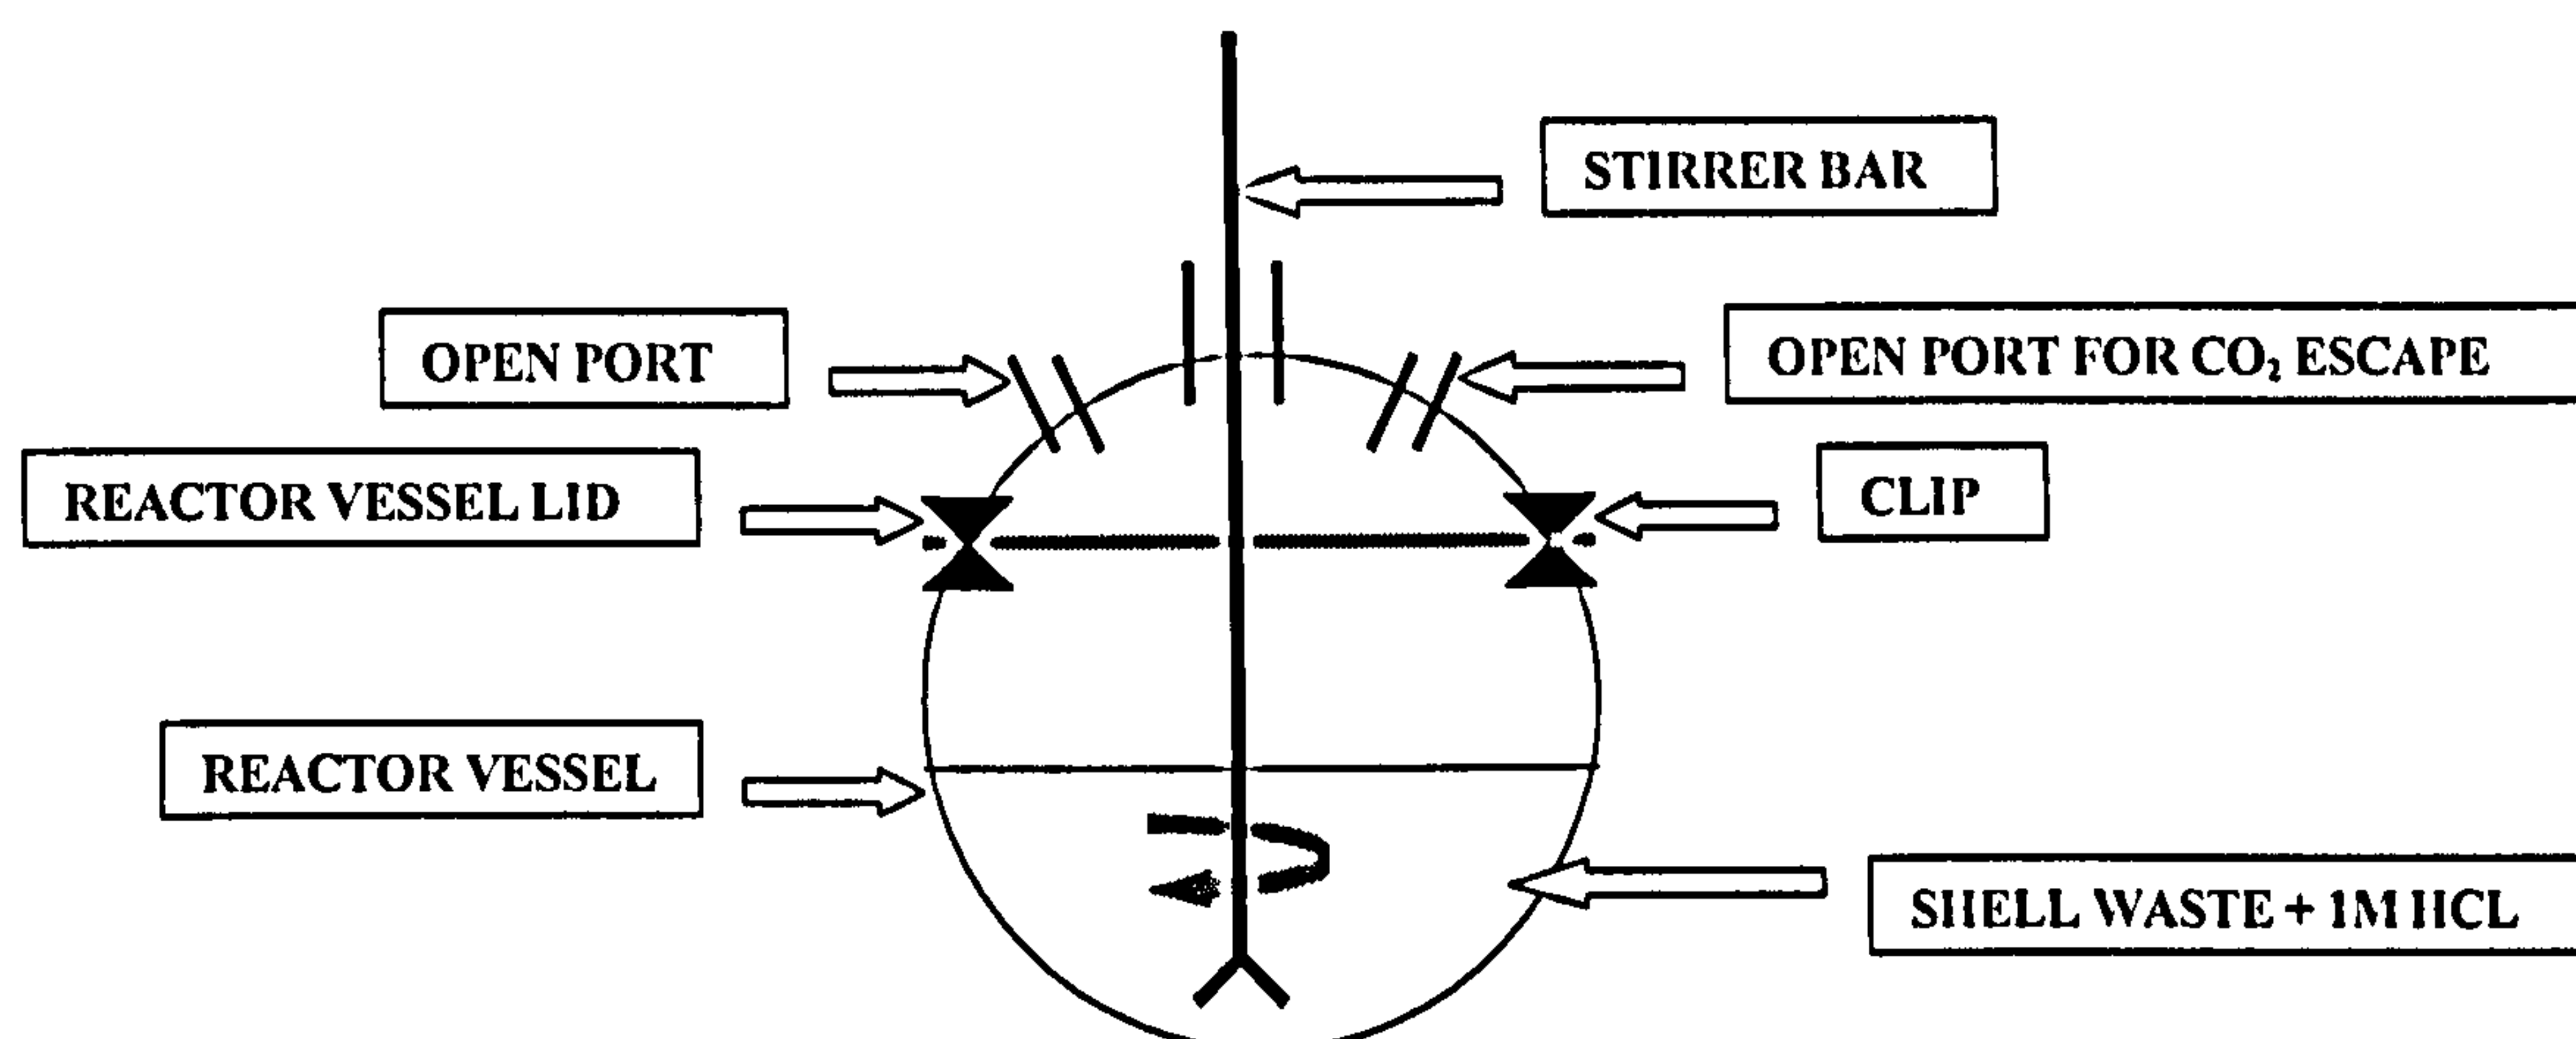 STIRRER BAR
OPEN PORT
OPEN PORT FOR CO₂ ESCAPE
REACTOR VESSEL LID
CLIP
REACTOR VESSEL
SHELL WASTE + 1M HCL